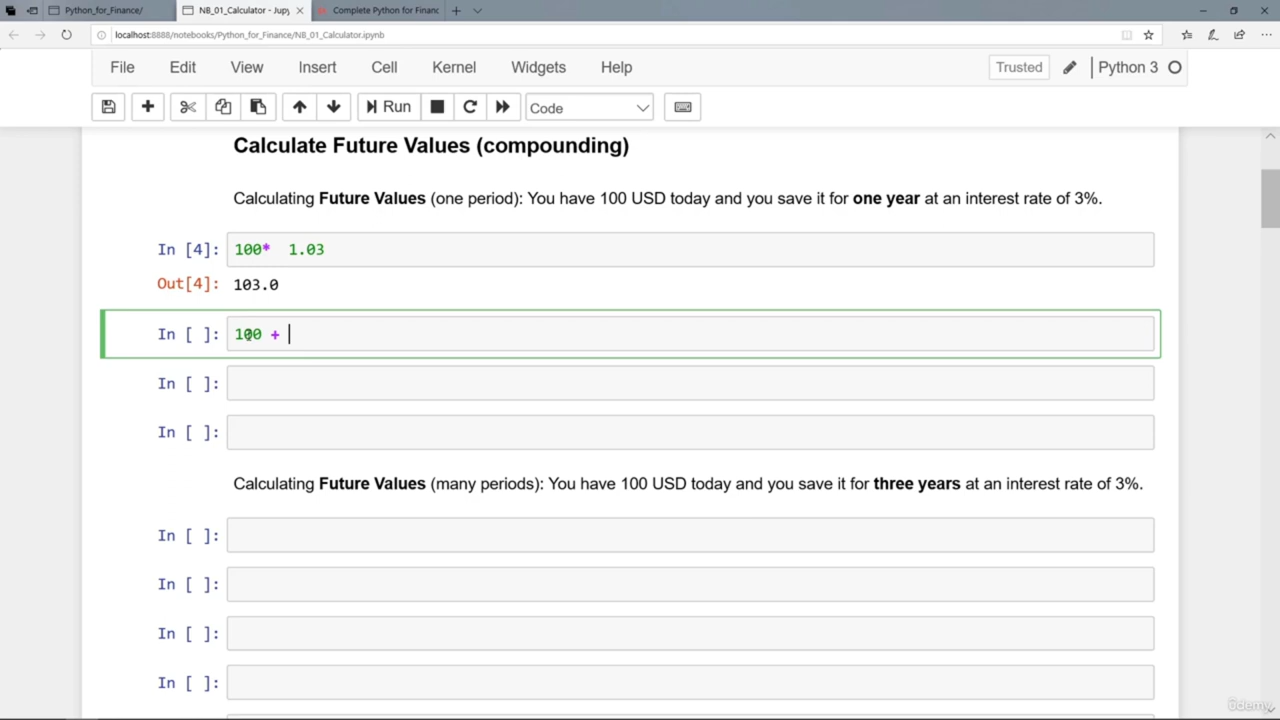 Python_for_Finance/
NB_01_Calculator - Jupy
Complete Python for Financ
localhost:8888/notebooks/Python_for_Finance/NB_01_Calculator.ipynb
File Edit View Insert Cell Kernel Widgets Help
Trusted
Python 3
Run
Code
Calculate Future Values (compounding)
Calculating Future Values (one period): You have 100 USD today and you save it for one year at an interest rate of 3%.
In [4]: 100*  1.03
Out[4]: 103.0
In [ ]: 100 +
In [ ]:
In [ ]:
Calculating Future Values (many periods): You have 100 USD today and you save it for three years at an interest rate of 3%.
In [ ]:
In [ ]:
In [ ]:
In [ ]:
ûdemy